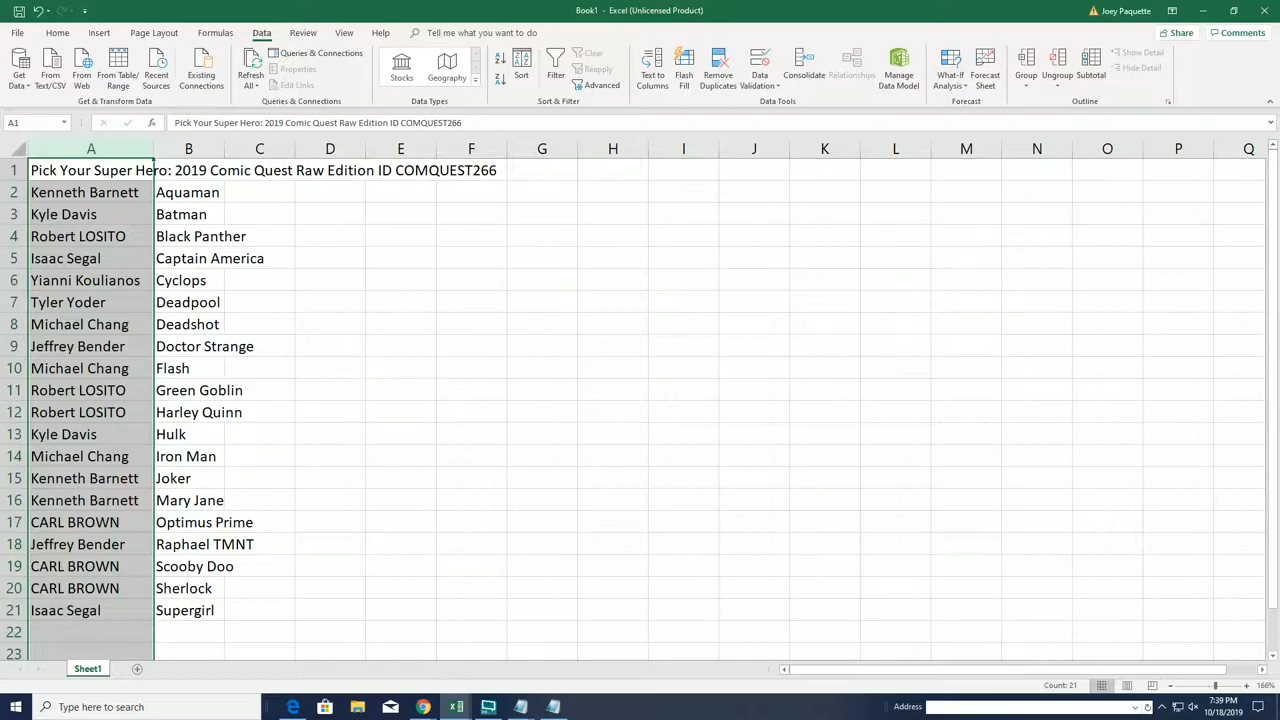 Book1 - Excel (Unlicensed Product)
Joey Paquette
File Home Insert Page Layout Formulas Data Review View Help Tell me what you want to do
Share Comments
Get Data From Text/CSV From Web From Table/Range Recent Sources Existing Connections
Get & Transform Data
Refresh All Queries & Connections Properties Edit Links
Queries & Connections
Stocks Geography
Data Types
Sort Filter Clear Reapply Advanced
Sort & Filter
Text to Columns Flash Fill Remove Duplicates Data Validation Consolidate Relationships Manage Data Model
Data Tools
What-If Analysis Forecast Sheet
Forecast
Group Ungroup Subtotal Show Detail Hide Detail
Outline
A1 fx Pick Your Super Hero: 2019 Comic Quest Raw Edition ID COMQUEST266
A B C D E F G H I J K L M N O P Q
1 Pick Your Super Hero: 2019 Comic Quest Raw Edition ID COMQUEST266
2 Kenneth Barnett Aquaman
3 Kyle Davis Batman
4 Robert LOSITO Black Panther
5 Isaac Segal Captain America
6 Yianni Koulianos Cyclops
7 Tyler Yoder Deadpool
8 Michael Chang Deadshot
9 Jeffrey Bender Doctor Strange
10 Michael Chang Flash
11 Robert LOSITO Green Goblin
12 Robert LOSITO Harley Quinn
13 Kyle Davis Hulk
14 Michael Chang Iron Man
15 Kenneth Barnett Joker
16 Kenneth Barnett Mary Jane
17 CARL BROWN Optimus Prime
18 Jeffrey Bender Raphael TMNT
19 CARL BROWN Scooby Doo
20 CARL BROWN Sherlock
21 Isaac Segal Supergirl
22
23
Sheet1
Count: 21 166%
Type here to search
Address
7:39 PM
10/18/2019